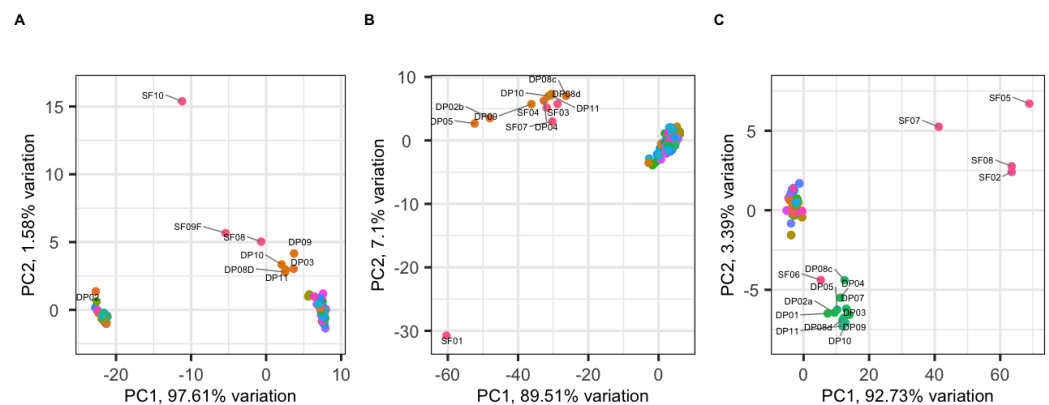 A
B
C
SF10
SF09F
SF08
DP09
DP10
DP03
DP08D
DP11
DP02
15
10
5
0
-20
-10
0
10
PC1, 97.61% variation
PC2, 1.58% variation
DP08c
DP10
DP08d
DP02b
DP09
SF04
SF03
DP11
DP05
SF07
DP04
SF01
10
0
-10
-20
-30
-60
-40
-20
0
PC1, 89.51% variation
PC2, 7.1% variation
SF05
SF07
SF08
SF02
SF06
DP08c
DP05
DP04
DP07
DP02a
DP01
DP03
DP11
DP08d
DP09
DP10
5
0
-5
0
20
40
60
PC1, 92.73% variation
PC2, 3.39% variation